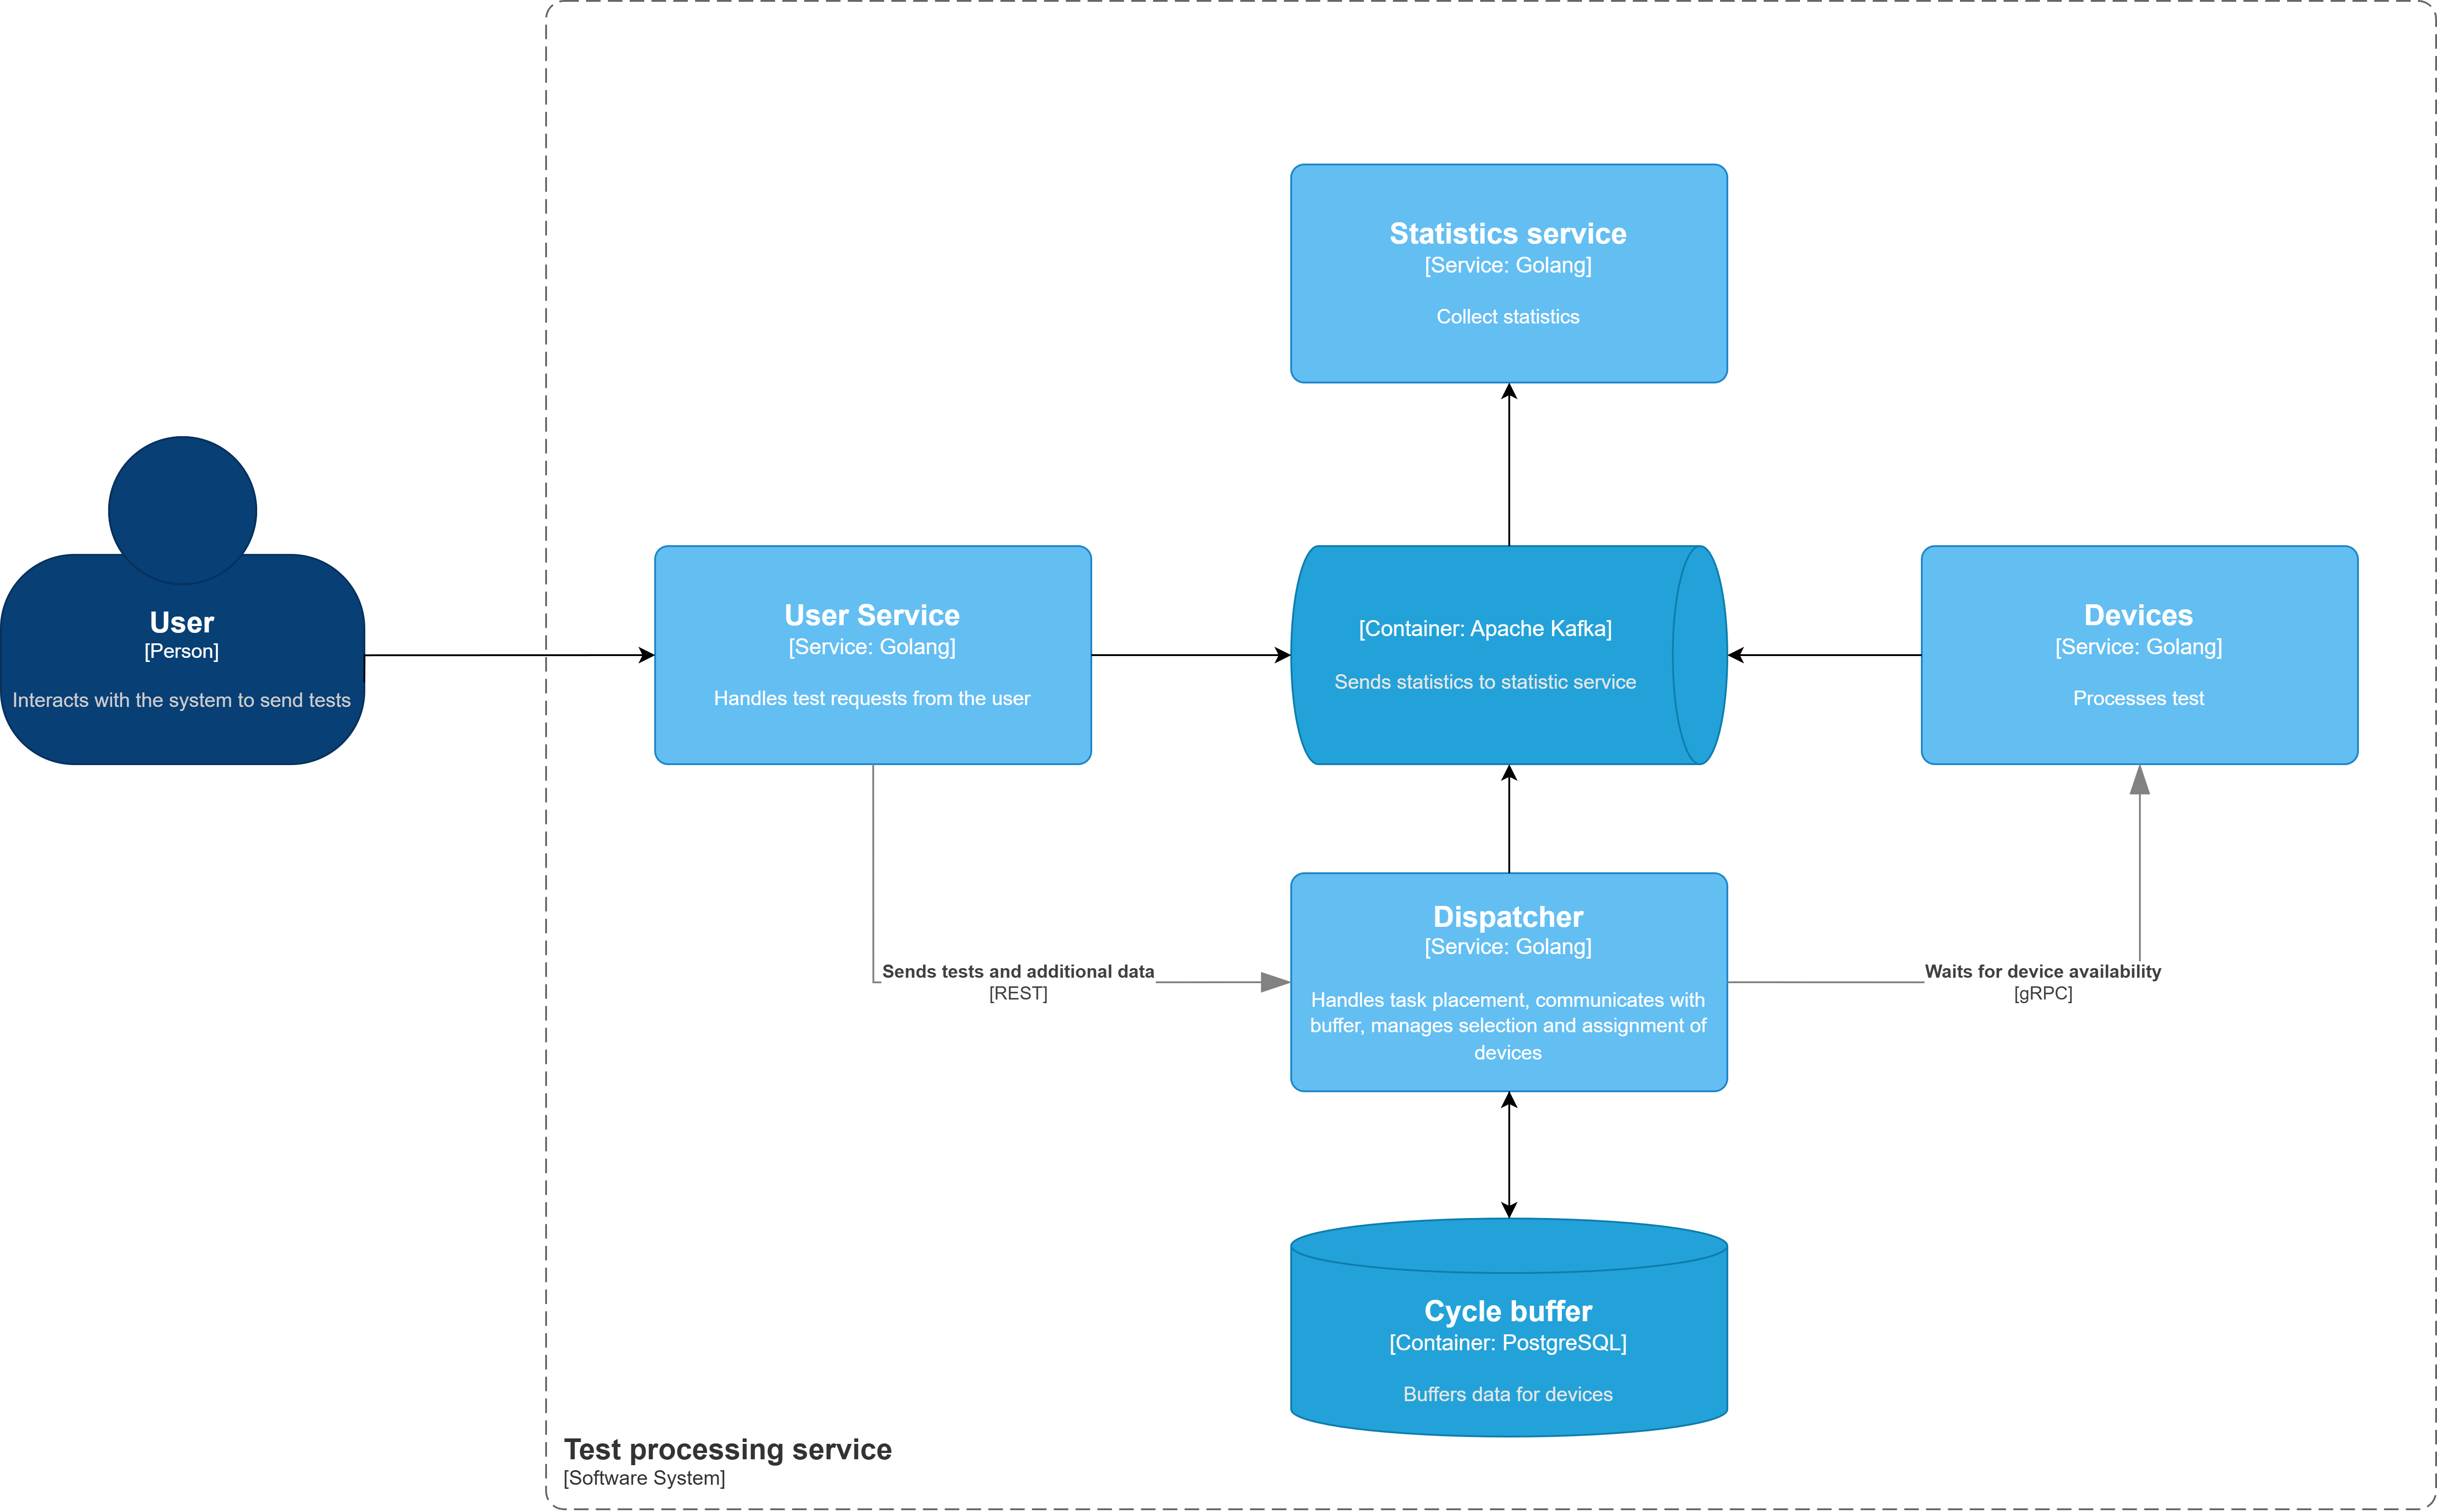 Statistics service
[Service: Golang]
Collect statistics
User
[Person]
Interacts with the system to send tests
User Service
[Service: Golang]
Handles test requests from the user
[Container: Apache Kafka]
Sends statistics to statistic service
Devices
[Service: Golang]
Processes test
Sends tests and additional data
[REST]
Dispatcher
[Service: Golang]
Handles task placement, communicates with
buffer, manages selection and assignment of
devices
Waits for device availability
[gRPC]
Cycle buffer
[Container: PostgreSQL]
Buffers data for devices
Test processing service
[Software System]